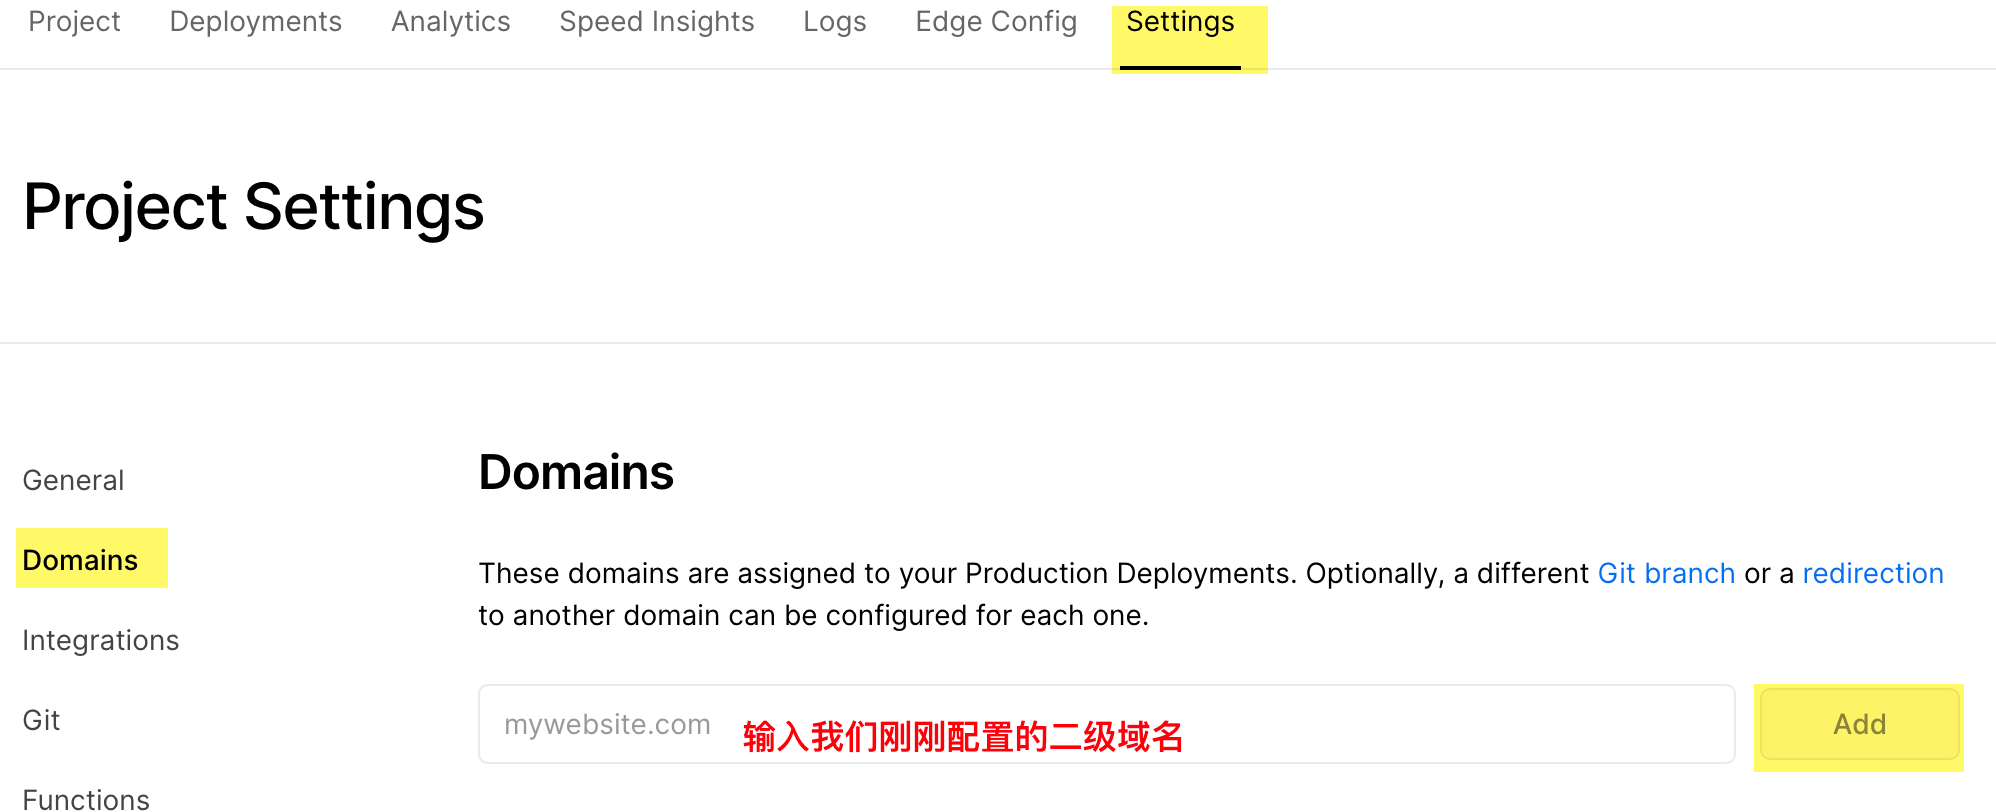 Project Deployments Analytics Speed Insights Logs Edge Config Settings
Project Settings
General
Domains
Integrations
Git
Functions
Domains
These domains are assigned to your Production Deployments. Optionally, a different Git branch or a redirection
to another domain can be configured for each one.
mywebsite.com 输入我们刚刚配置的二级域名 Add